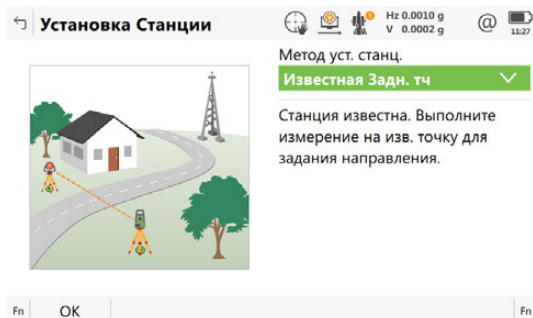 Установка Станции
Hz 0.0010 g
V 0.0002 g
11:27
Метод уст. станц.
Известная Задн. тч
Станция известна. Выполните
измерение на изв. точку для
задания направления.
Fn OK Fn